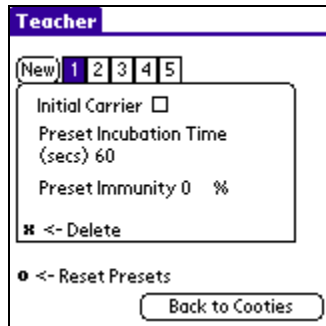 Teacher
New 1 2 3 4 5
Initial Carrier
Preset Incubation Time
(secs) 60
Preset Immunity 0 %
x <- Delete
o <- Reset Presets
Back to Cooties